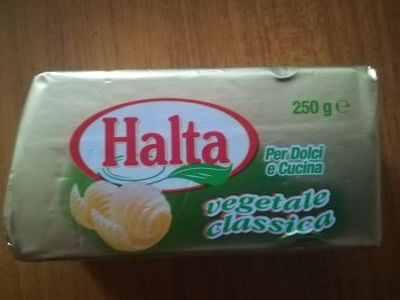 250 g ℮
Halta
Per Dolci
e Cucina
vegetale
classica